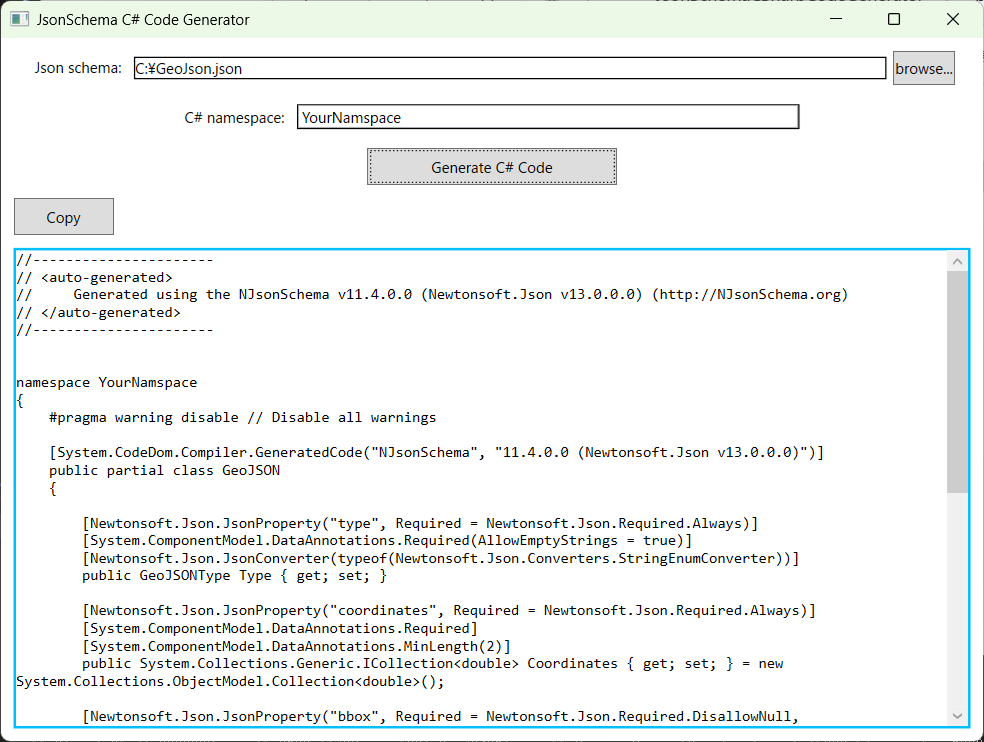 JsonSchema C# Code Generator
Json schema: C:¥GeoJson.json browse...
C# namespace: YourNamspace
Generate C# Code
Copy
//----------------------
// <auto-generated>
//     Generated using the NJsonSchema v11.4.0.0 (Newtonsoft.Json v13.0.0.0) (http://NJsonSchema.org)
// </auto-generated>
//----------------------
namespace YourNamspace
{
    #pragma warning disable // Disable all warnings
    [System.CodeDom.Compiler.GeneratedCode("NJsonSchema", "11.4.0.0 (Newtonsoft.Json v13.0.0.0)")]
    public partial class GeoJSON
    {
        [Newtonsoft.Json.JsonProperty("type", Required = Newtonsoft.Json.Required.Always)]
        [System.ComponentModel.DataAnnotations.Required(AllowEmptyStrings = true)]
        [Newtonsoft.Json.JsonConverter(typeof(Newtonsoft.Json.Converters.StringEnumConverter))]
        public GeoJSONType Type { get; set; }
        [Newtonsoft.Json.JsonProperty("coordinates", Required = Newtonsoft.Json.Required.Always)]
        [System.ComponentModel.DataAnnotations.Required]
        [System.ComponentModel.DataAnnotations.MinLength(2)]
        public System.Collections.Generic.ICollection<double> Coordinates { get; set; } = new
System.Collections.ObjectModel.Collection<double>();
        [Newtonsoft.Json.JsonProperty("bbox", Required = Newtonsoft.Json.Required.DisallowNull,